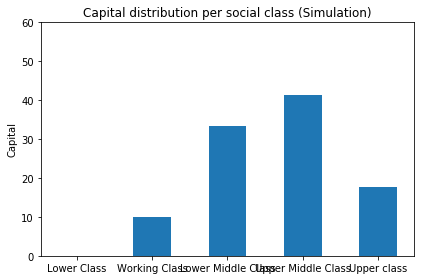 Capital distribution per social class (Simulation)
60
50
40
30
20
10
0
Capital
Lower Class Working Class Lower Middle Class Upper Middle Class Upper class